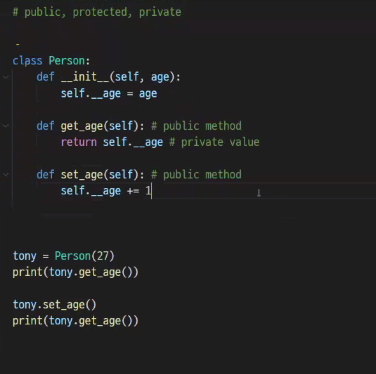 # public, protected, private
class Person:
    def __init__(self, age):
        self.__age = age
    def get_age(self): # public method
        return self.__age # private value
    def set_age(self): # public method
        self.__age += 1
tony = Person(27)
print(tony.get_age())
tony.set_age()
print(tony.get_age())